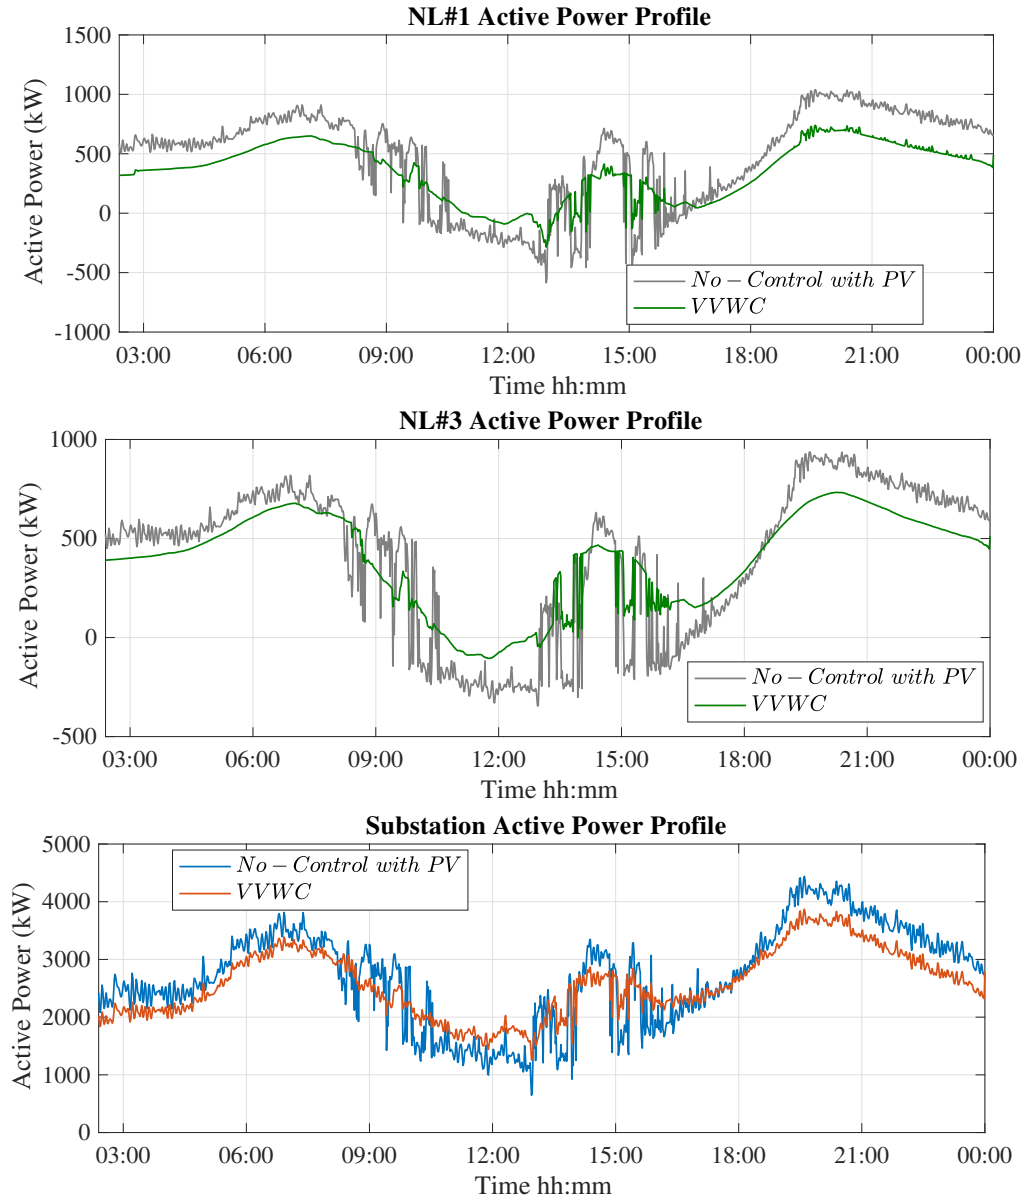 NL#1 Active Power Profile
1500
1000
500
0
-500
-1000
Active Power (kW)
No − Control with PV
VVWC
03:00 06:00 09:00 12:00 15:00 18:00 21:00 00:00
Time hh:mm
NL#3 Active Power Profile
1000
500
0
-500
Active Power (kW)
No − Control with PV
VVWC
03:00 06:00 09:00 12:00 15:00 18:00 21:00 00:00
Time hh:mm
Substation Active Power Profile
5000
4000
3000
2000
1000
0
Active Power (kW)
No − Control with PV
VVWC
03:00 06:00 09:00 12:00 15:00 18:00 21:00 00:00
Time hh:mm